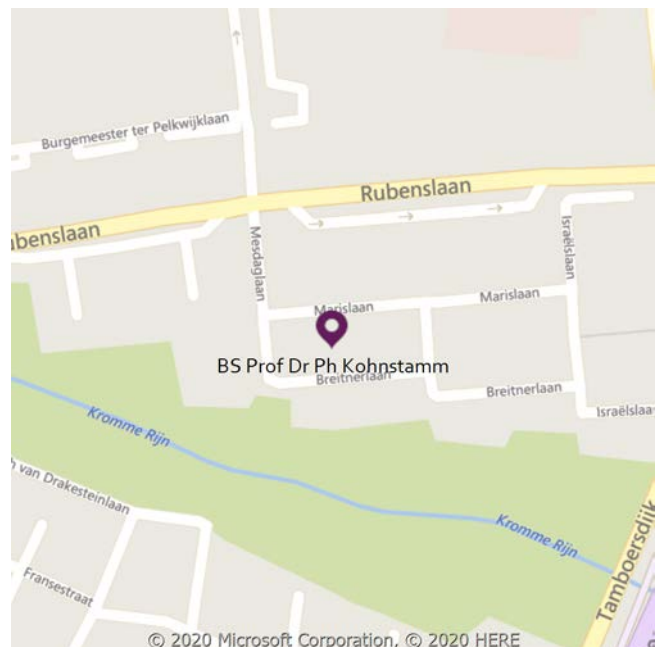 Burgemeester ter Pelkwijklaan
Rubenslaan
ubenslaan
Mesdaglaan
Israëlslaan
Marislaan
Marislaan
BS Prof Dr Ph Kohnstamm
Breitnerlaan
Breitnerlaan
Israëlslaa
Kromme Rijn
h van Drakesteinlaan
Kromme Rijn
Tamboersdijk
Fransestraat
© 2020 Microsoft Corporation, © 2020 HERE